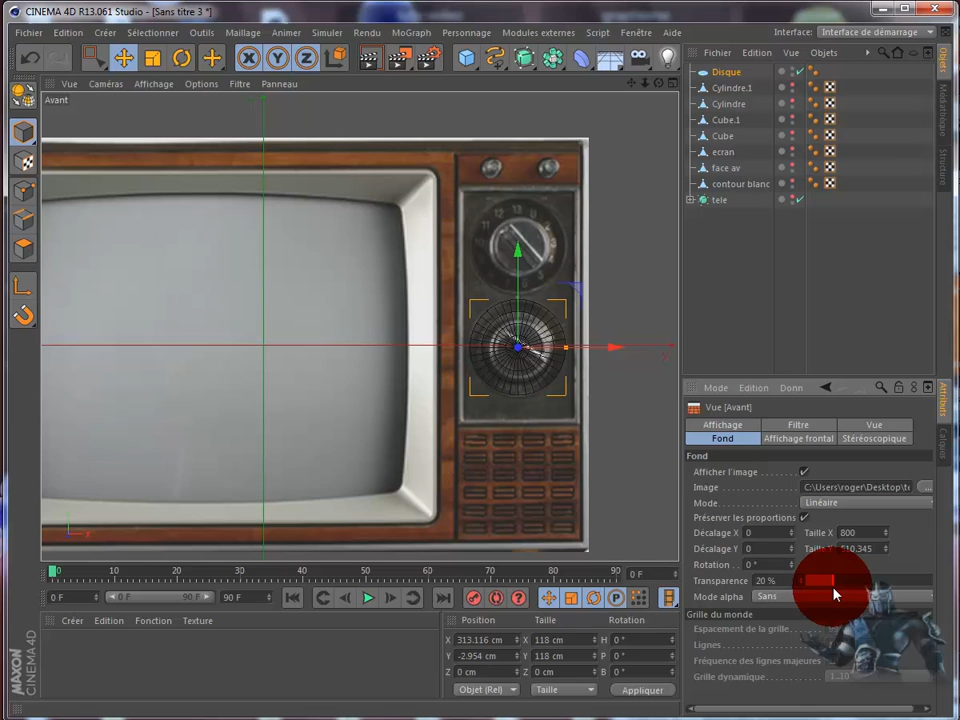 CINEMA 4D R13.061 Studio - [Sans titre 3 *]
Fichier Edition Créer Sélectionner Outils Maillage Animer Simuler Rendu MoGraph Personnage Modules externes Script Fenêtre Aide
Interface: Interface de démarrage
X Y Z
Vue Caméras Affichage Options Filtre Panneau
Avant
Fichier Edition Vue Objets
Disque
Cylindre.1
Cylindre
Cube.1
Cube
ecran
face av
contour blanc
tele
Objets
Médiathèque
Structure
Mode Edition Donn
Vue [Avant]
Affichage Filtre Vue
Fond Affichage frontal Stéréoscopique
Fond
Afficher l'image
Image C:\Users\roger\Desktop\te ...
Mode Linéaire
Préserver les proportions
Décalage X 0 Taille X 800
Décalage Y 0 Taille 510.345
Rotation 0 °
Transparence 20 %
Mode alpha Sans
Grille du monde
Espacement de la grille
Lignes
Fréquence des lignes majeures
Grille dynamique 1...10
Attributs
Calques
0 10 20 30 40 50 60 70 80 90 0 F
0 F 0 F 90 F 90 F
Créer Edition Fonction Texture
Position Taille Rotation
X 313.116 cm X 118 cm H 0 °
Y -2.954 cm Y 118 cm P 0 °
Z 0 cm Z 0 cm B 0 °
Objet (Rel) Taille Appliquer
MAXON
CINEMA 4D